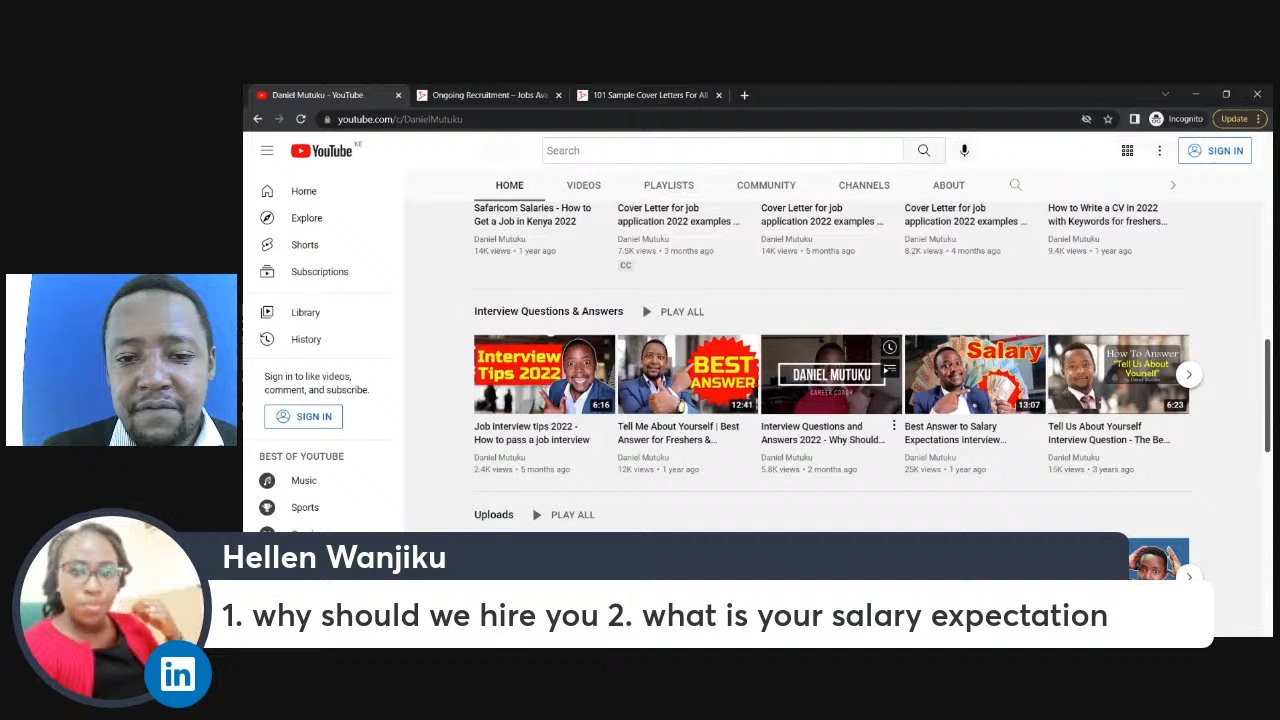 Daniel Mutuku - YouTube
Ongoing Recruitment – Jobs Ava
101 Sample Cover Letters For All
youtube.com/c/DanielMutuku
Incognito
Update
YouTube KE
Search
SIGN IN
Home
Explore
Shorts
Subscriptions
Library
History
Sign in to like videos,
comment, and subscribe.
SIGN IN
BEST OF YOUTUBE
Music
Sports
HOME VIDEOS PLAYLISTS COMMUNITY CHANNELS ABOUT
Safaricom Salaries - How to
Get a Job in Kenya 2022
Daniel Mutuku
14K views • 1 year ago
Cover Letter for job
application 2022 examples ...
Daniel Mutuku
7.5K views • 3 months ago
CC
Cover Letter for job
application 2022 examples ...
Daniel Mutuku
14K views • 5 months ago
Cover Letter for job
application 2022 examples ...
Daniel Mutuku
8.2K views • 4 months ago
How to Write a CV in 2022
with Keywords for freshers...
Daniel Mutuku
9.4K views • 1 year ago
Interview Questions & Answers
PLAY ALL
Interview
Tips 2022
6:16
Job interview tips 2022 -
How to pass a job interview
Daniel Mutuku
2.4K views • 5 months ago
BEST
ANSWER
12:41
Tell Me About Yourself | Best
Answer for Freshers &...
Daniel Mutuku
12K views • 1 year ago
DANIEL MUTUKU
CAREER COACH
Interview Questions and
Answers 2022 - Why Should...
Daniel Mutuku
5.8K views • 2 months ago
Salary
13:07
Best Answer to Salary
Expectations Interview...
Daniel Mutuku
25K views • 1 year ago
How To Answer
"Tell Us About
Yourself"
6:23
Tell Us About Yourself
Interview Question - The Be...
Daniel Mutuku
15K views • 3 years ago
Uploads
PLAY ALL
Hellen Wanjiku
1. why should we hire you 2. what is your salary expectation
in